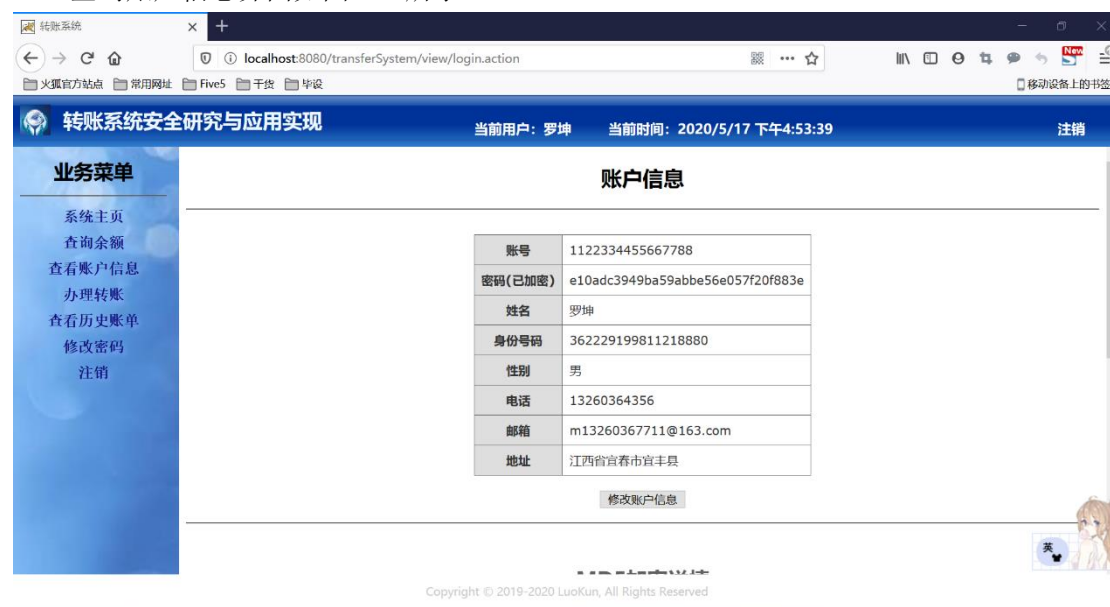 转账系统
localhost:8080/transferSystem/view/login.action
火狐官方站点 常用网址 Five5 干货 毕设 移动设备上的书签
New
转账系统安全研究与应用实现 当前用户：罗坤 当前时间：2020/5/17 下午4:53:39 注销
业务菜单
系统主页
查询余额
查看账户信息
办理转账
查看历史账单
修改密码
注销
账户信息
账号 1122334455667788
密码(已加密) e10adc3949ba59abbe56e057f20f883e
姓名 罗坤
身份号码 362229199811218880
性别 男
电话 13260364356
邮箱 m13260367711@163.com
地址 江西省宜春市宜丰县
修改账户信息
英
Copyright © 2019-2020 LuoKun, All Rights Reserved